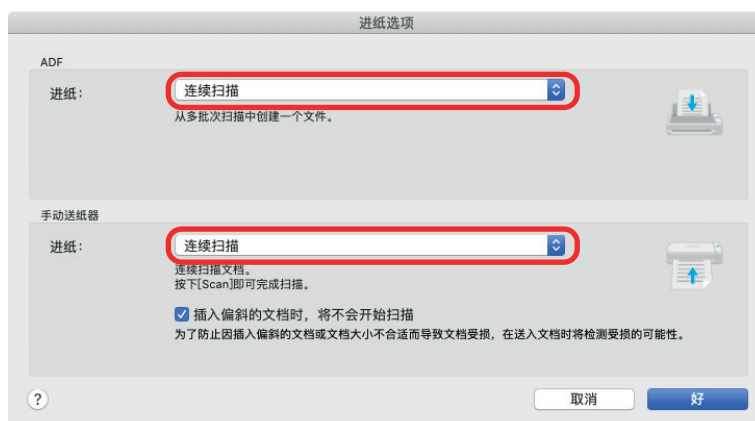 进纸选项
ADF
进纸：
连续扫描
从多批次扫描中创建一个文件。
手动送纸器
进纸：
连续扫描
连续扫描文档。
按下[Scan]即可完成扫描。
插入偏斜的文档时，将不会开始扫描
为了防止因插入偏斜的文档或文档大小不合适而导致文档受损，在送入文档时将检测受损的可能性。
?
取消
好